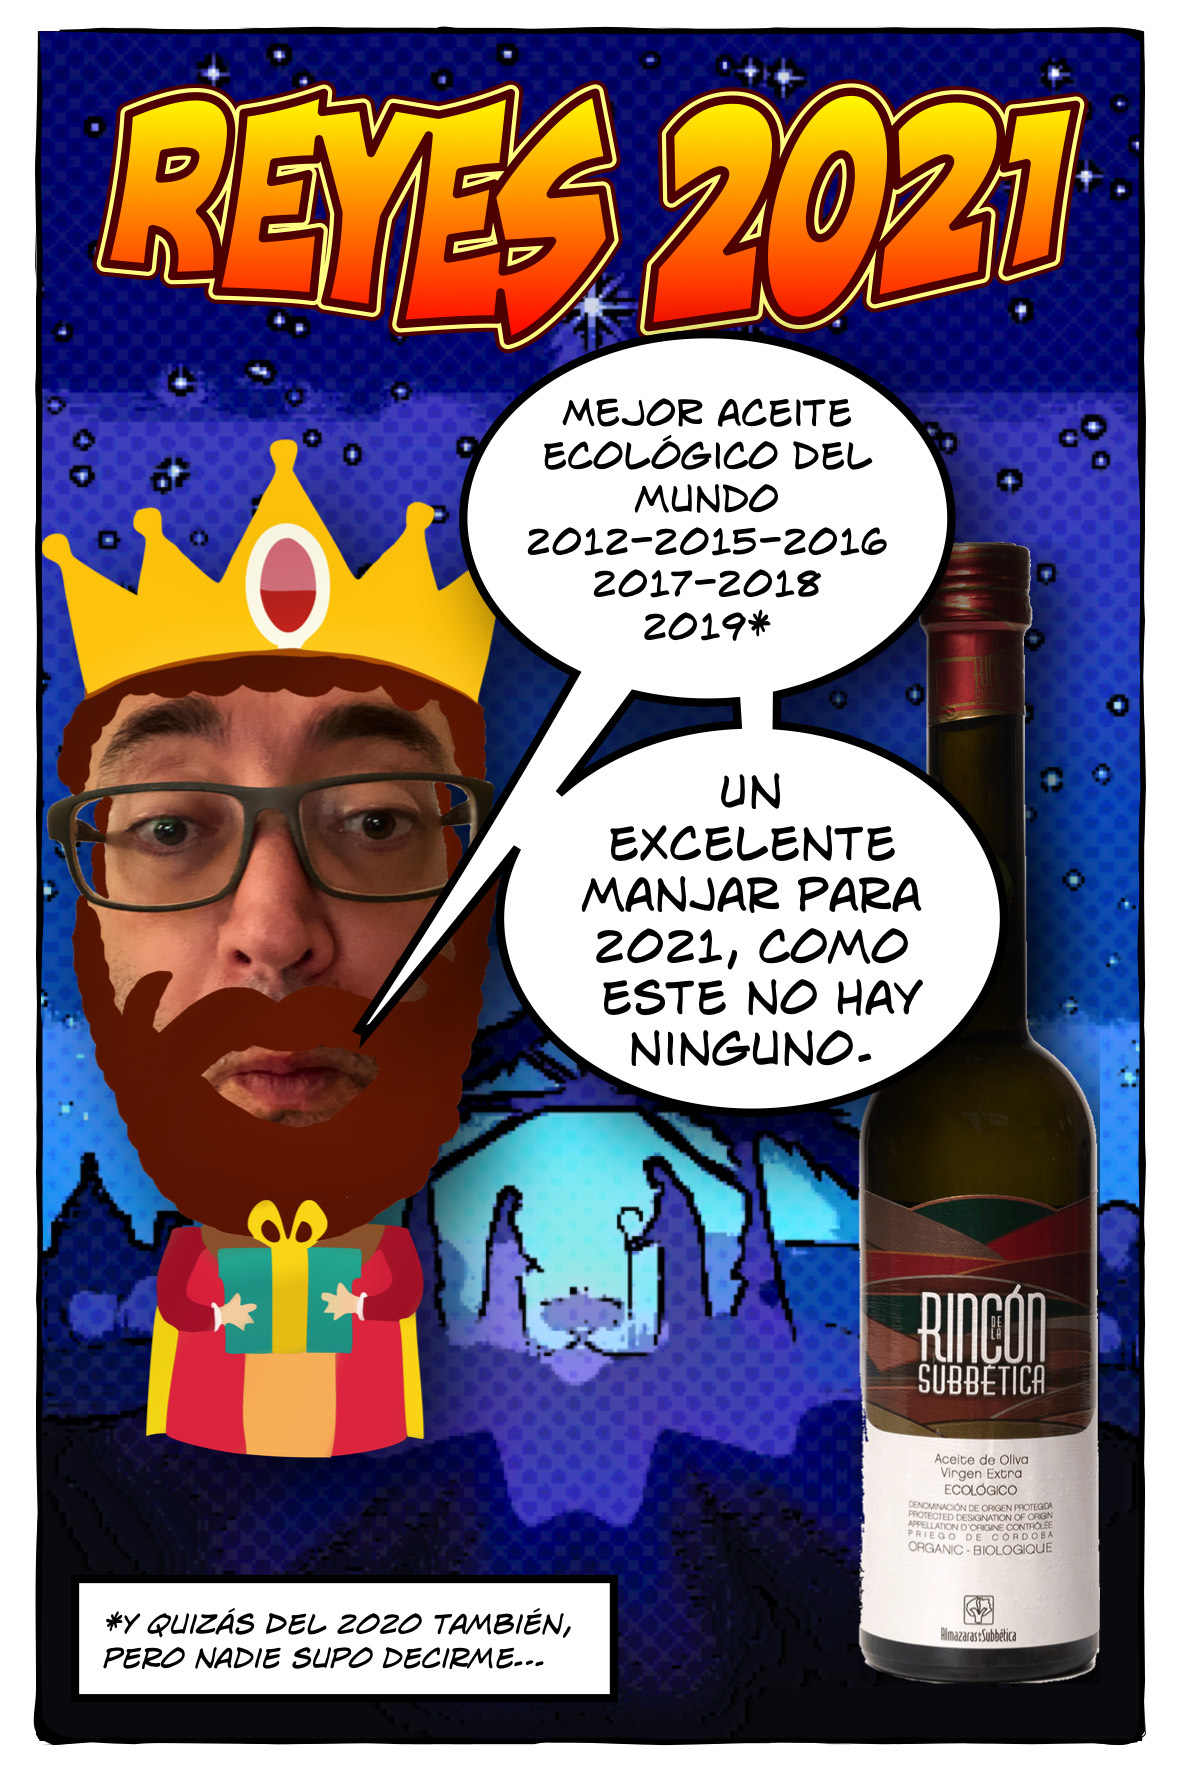 REYES 2021
MEJOR ACEITE
ECOLÓGICO DEL
MUNDO
2012-2015-2016
2017-2018
2019*
UN
EXCELENTE
MANJAR PARA
2021, COMO
ESTE NO HAY
NINGUNO.
RINCÓN
DE
LA
SUBBÉTICA
Aceite de Oliva
Virgen Extra
ECOLÓGICO
DENOMINACIÓN DE ORIGEN PROTEGIDA
PROTECTED DESIGNATION OF ORIGIN
APPELLATION D'ORIGINE CONTRÔLÉE
PRIEGO DE CÓRDOBA
ORGANIC - BIOLOGIQUE
Almazaras de la Subbética
*Y QUIZÁS DEL 2020 TAMBIÉN,
PERO NADIE SUPO DECIRME...